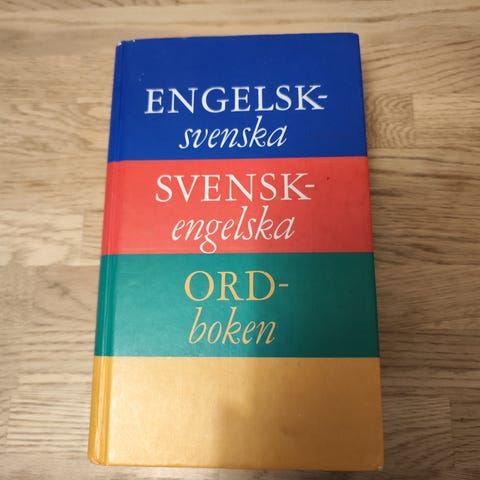 ENGELSK-
svenska
SVENSK-
engelska
ORD-
boken